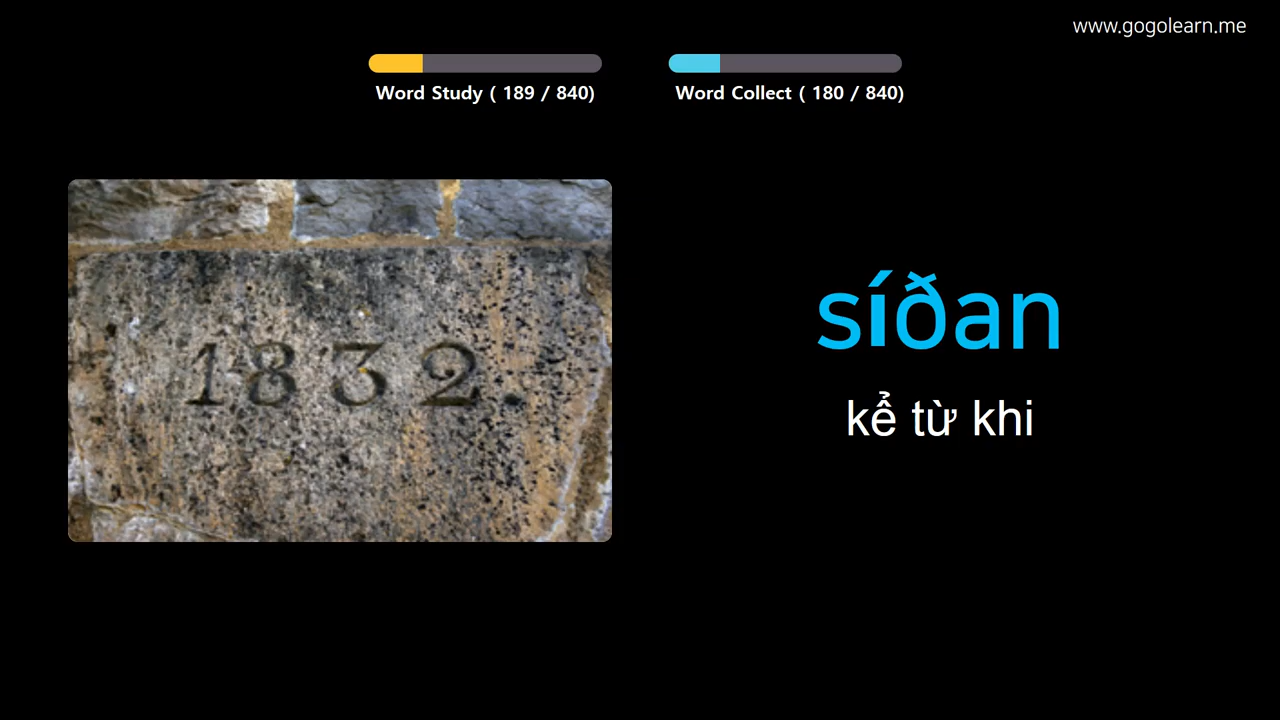 www.gogolearn.me
Word Study ( 189 / 840)
Word Collect ( 180 / 840)
1832.
síðan
kể từ khi